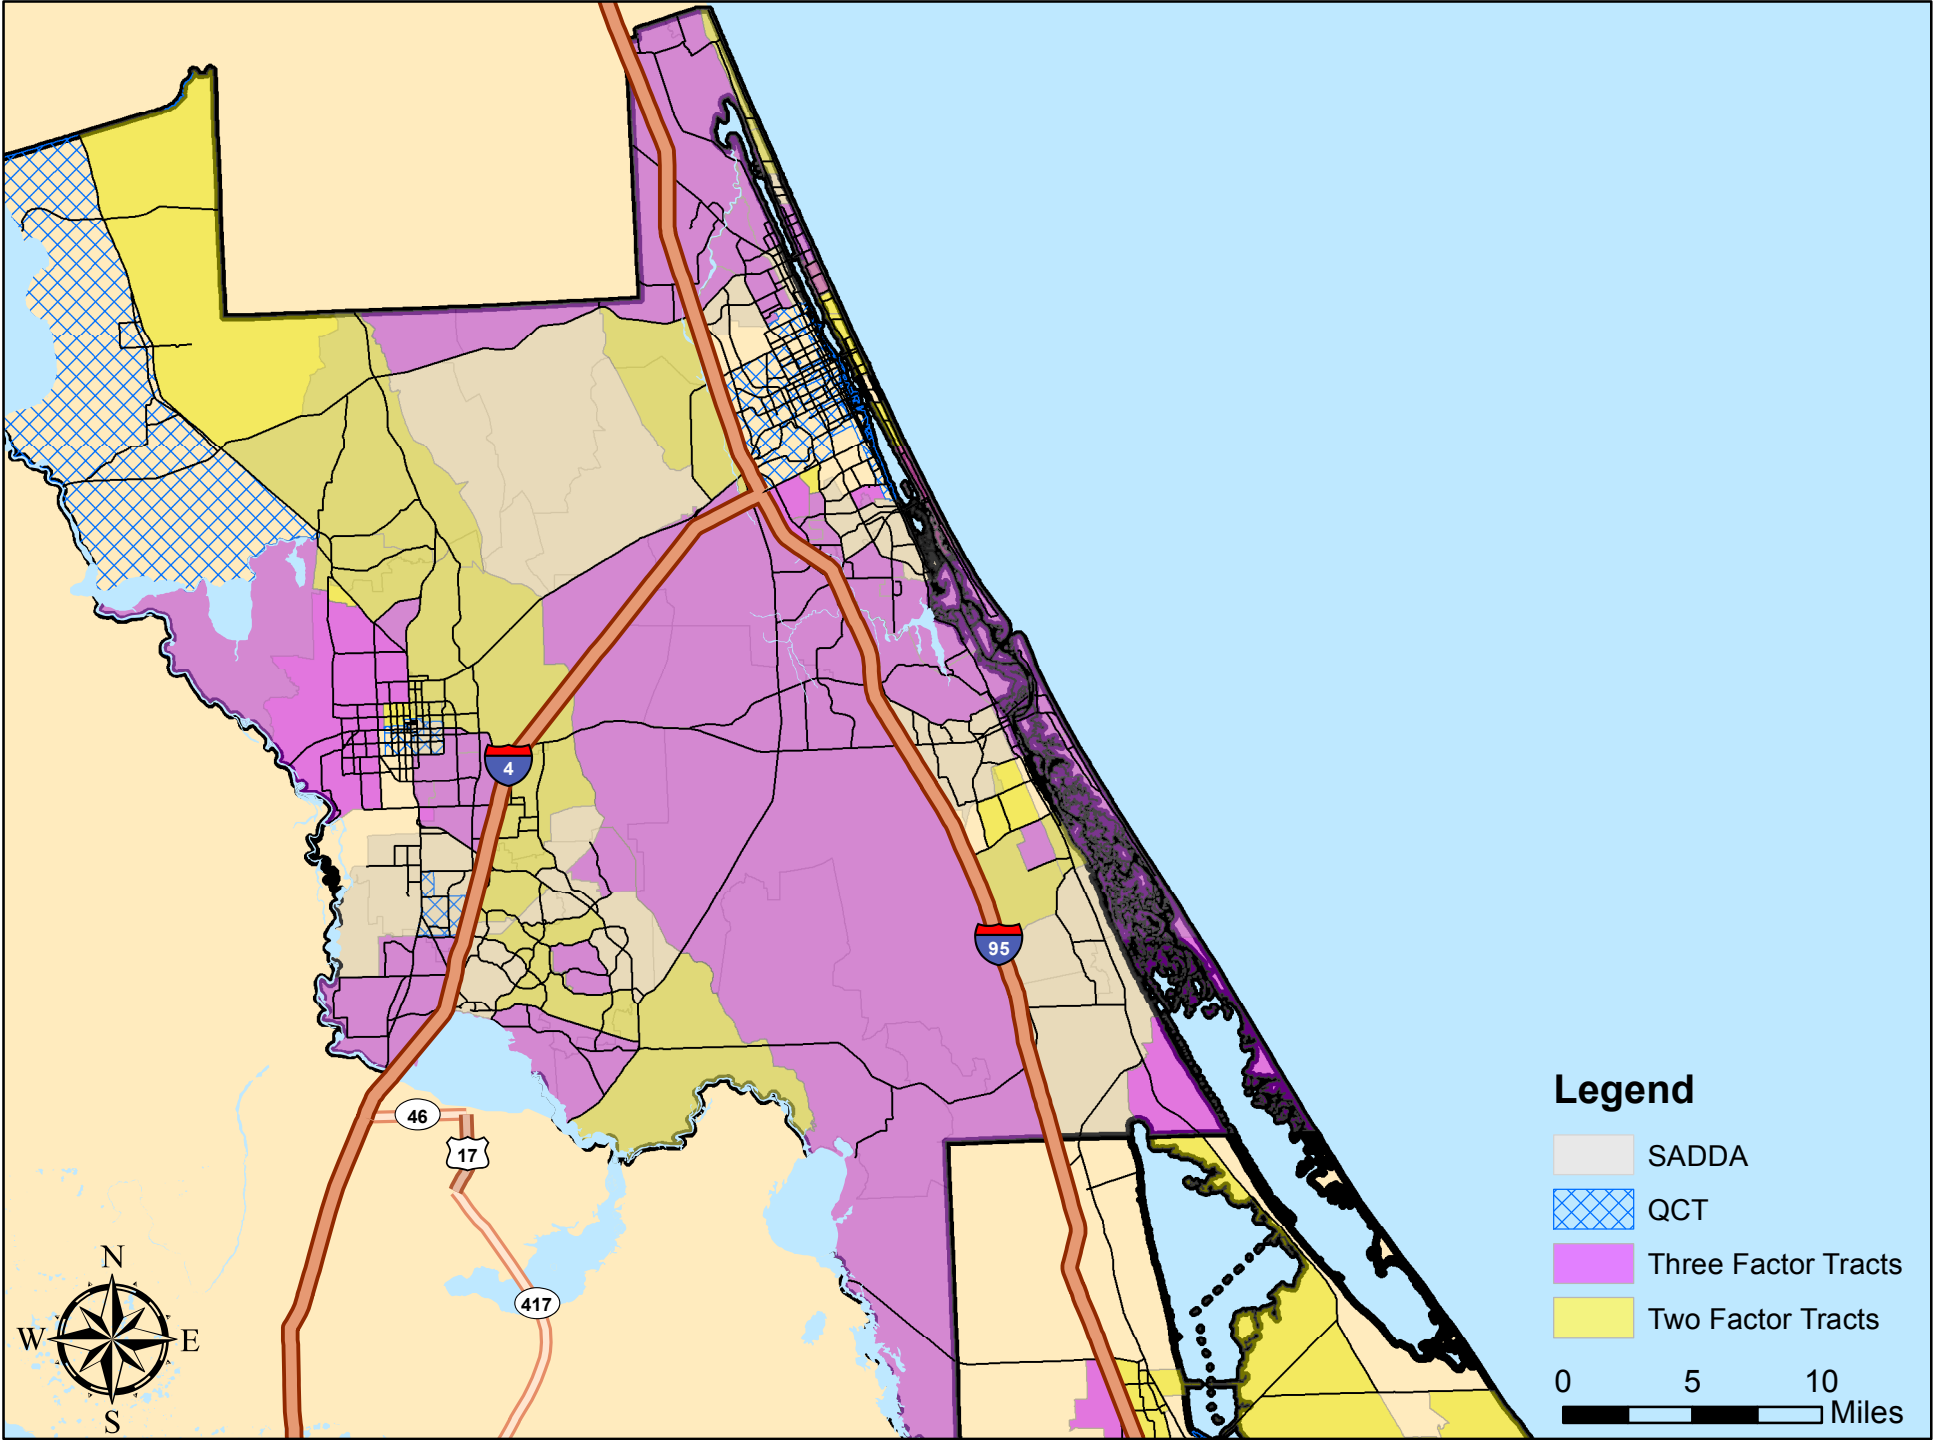 4
95
46
17
417
N
W E
S
Legend
SADDA
QCT
Three Factor Tracts
Two Factor Tracts
0 5 10
Miles